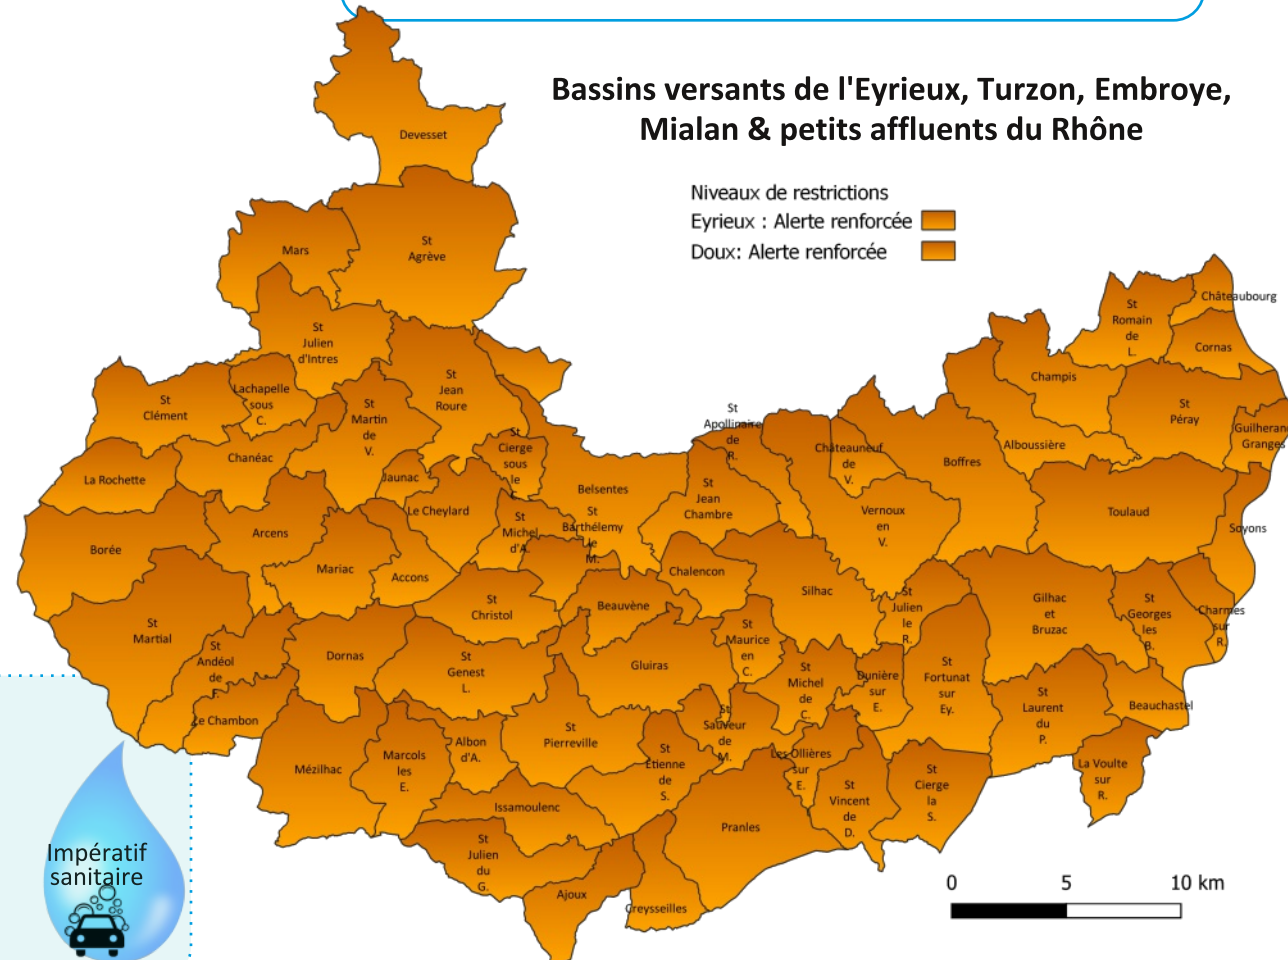 Bassins versants de l'Eyrieux, Turzon, Embroye,
Mialan & petits affluents du Rhône
Niveaux de restrictions
Eyrieux : Alerte renforcée
Doux: Alerte renforcée
Devesset
St
Agrève
Mars
St
Julien
d'Intres
St
Jean
Roure
Lachapelle
sous
C.
St
Clément
St
Martin
de
V.
Chanéac
La Rochette
Jaunac
St
Cierge
sous
le
C.
Le Cheylard
Arcens
Borée
Mariac
Accons
St
Michel
d'A.
St
Barthélemy
le
M.
Belsentes
St
Apollinaire
de
R.
St
Jean
Chambre
Châteauneuf
de
V.
Vernoux
en
V.
Boffres
Alboussière
Champis
St
Romain
de
L.
Châteaubourg
Cornas
St
Péray
Guilherand
Granges
Toulaud
Soyons
Charmes
sur
R.
St
Georges
les
B.
Gilhac
et
Bruzac
St
Julien
le
R.
Silhac
Chalencon
Beauvène
St
Christol
St
Martial
St
Andéol
de
F.
Dornas
St
Genest
L.
Gluiras
St
Maurice
en
C.
St
Michel
de
C.
Dunière
sur
E.
St
Fortunat
sur
Ey.
St
Laurent
du
P.
Beauchastel
La Voulte
sur
R.
Le Chambon
Mézilhac
Marcols
les
E.
Albon
d'A.
St
Pierreville
St
Etienne
de
S.
St
Sauveur
de
M.
Les Ollières
sur
E.
St
Vincent
de
D.
St
Cierge
la
S.
Issamoulenc
Pranles
St
Julien
du
G.
Ajoux
Creysseilles
Impératif
sanitaire
0 5 10 km